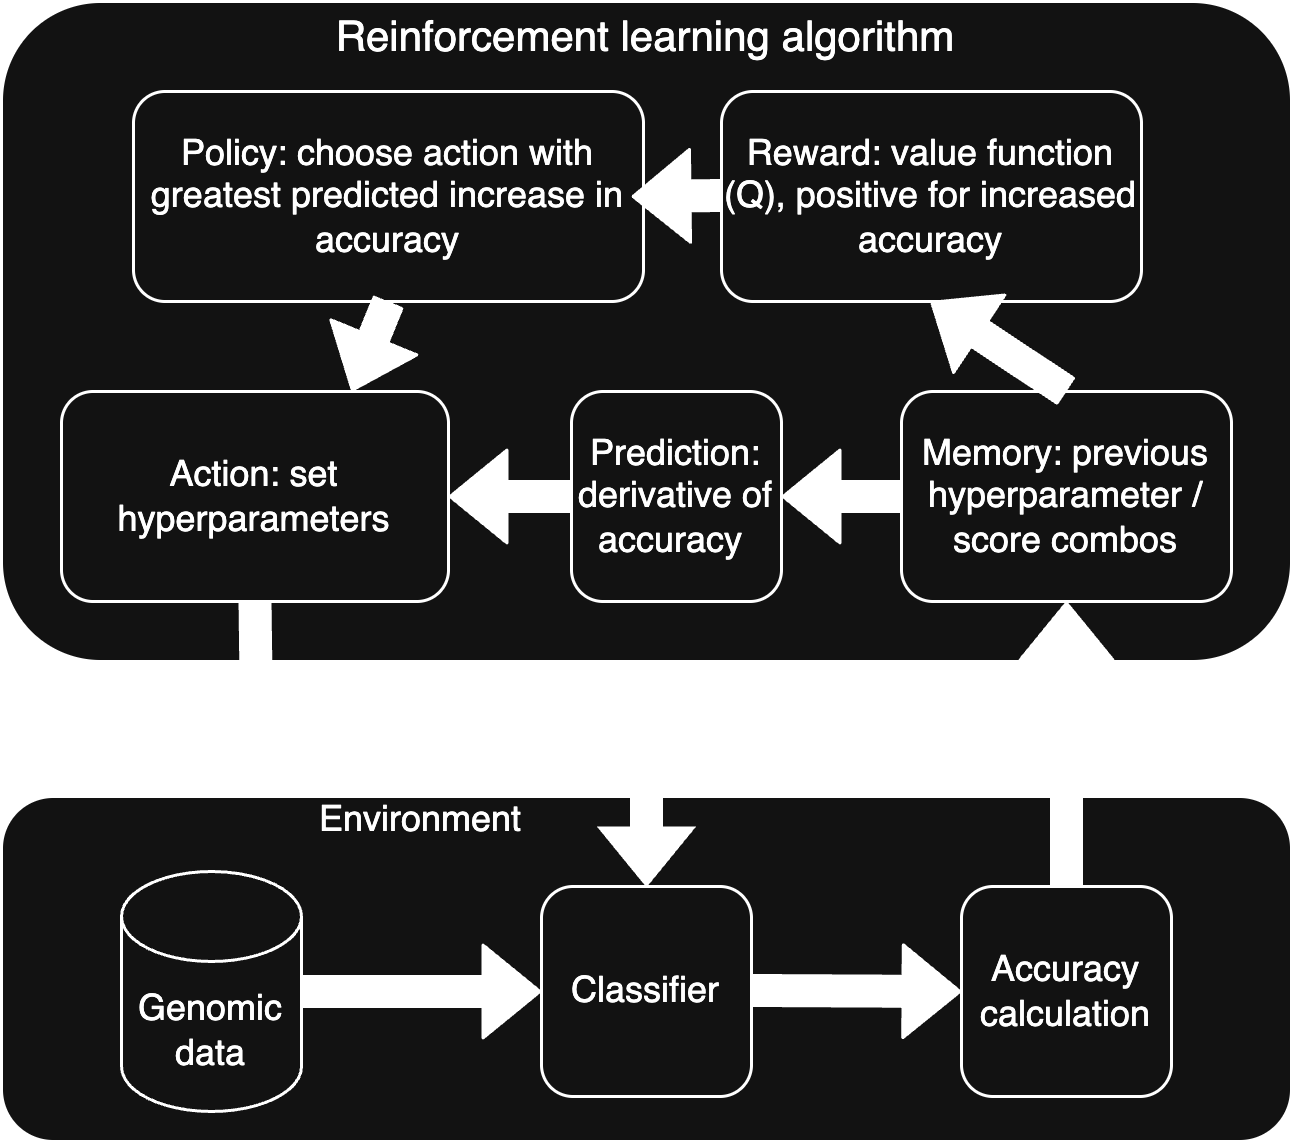 Reinforcement learning algorithm
Policy: choose action with
greatest predicted increase in
accuracy
Reward: value function
(Q), positive for increased
accuracy
Action: set
hyperparameters
Prediction:
derivative of
accuracy
Memory: previous
hyperparameter /
score combos
Environment
Genomic
data
Classifier
Accuracy
calculation